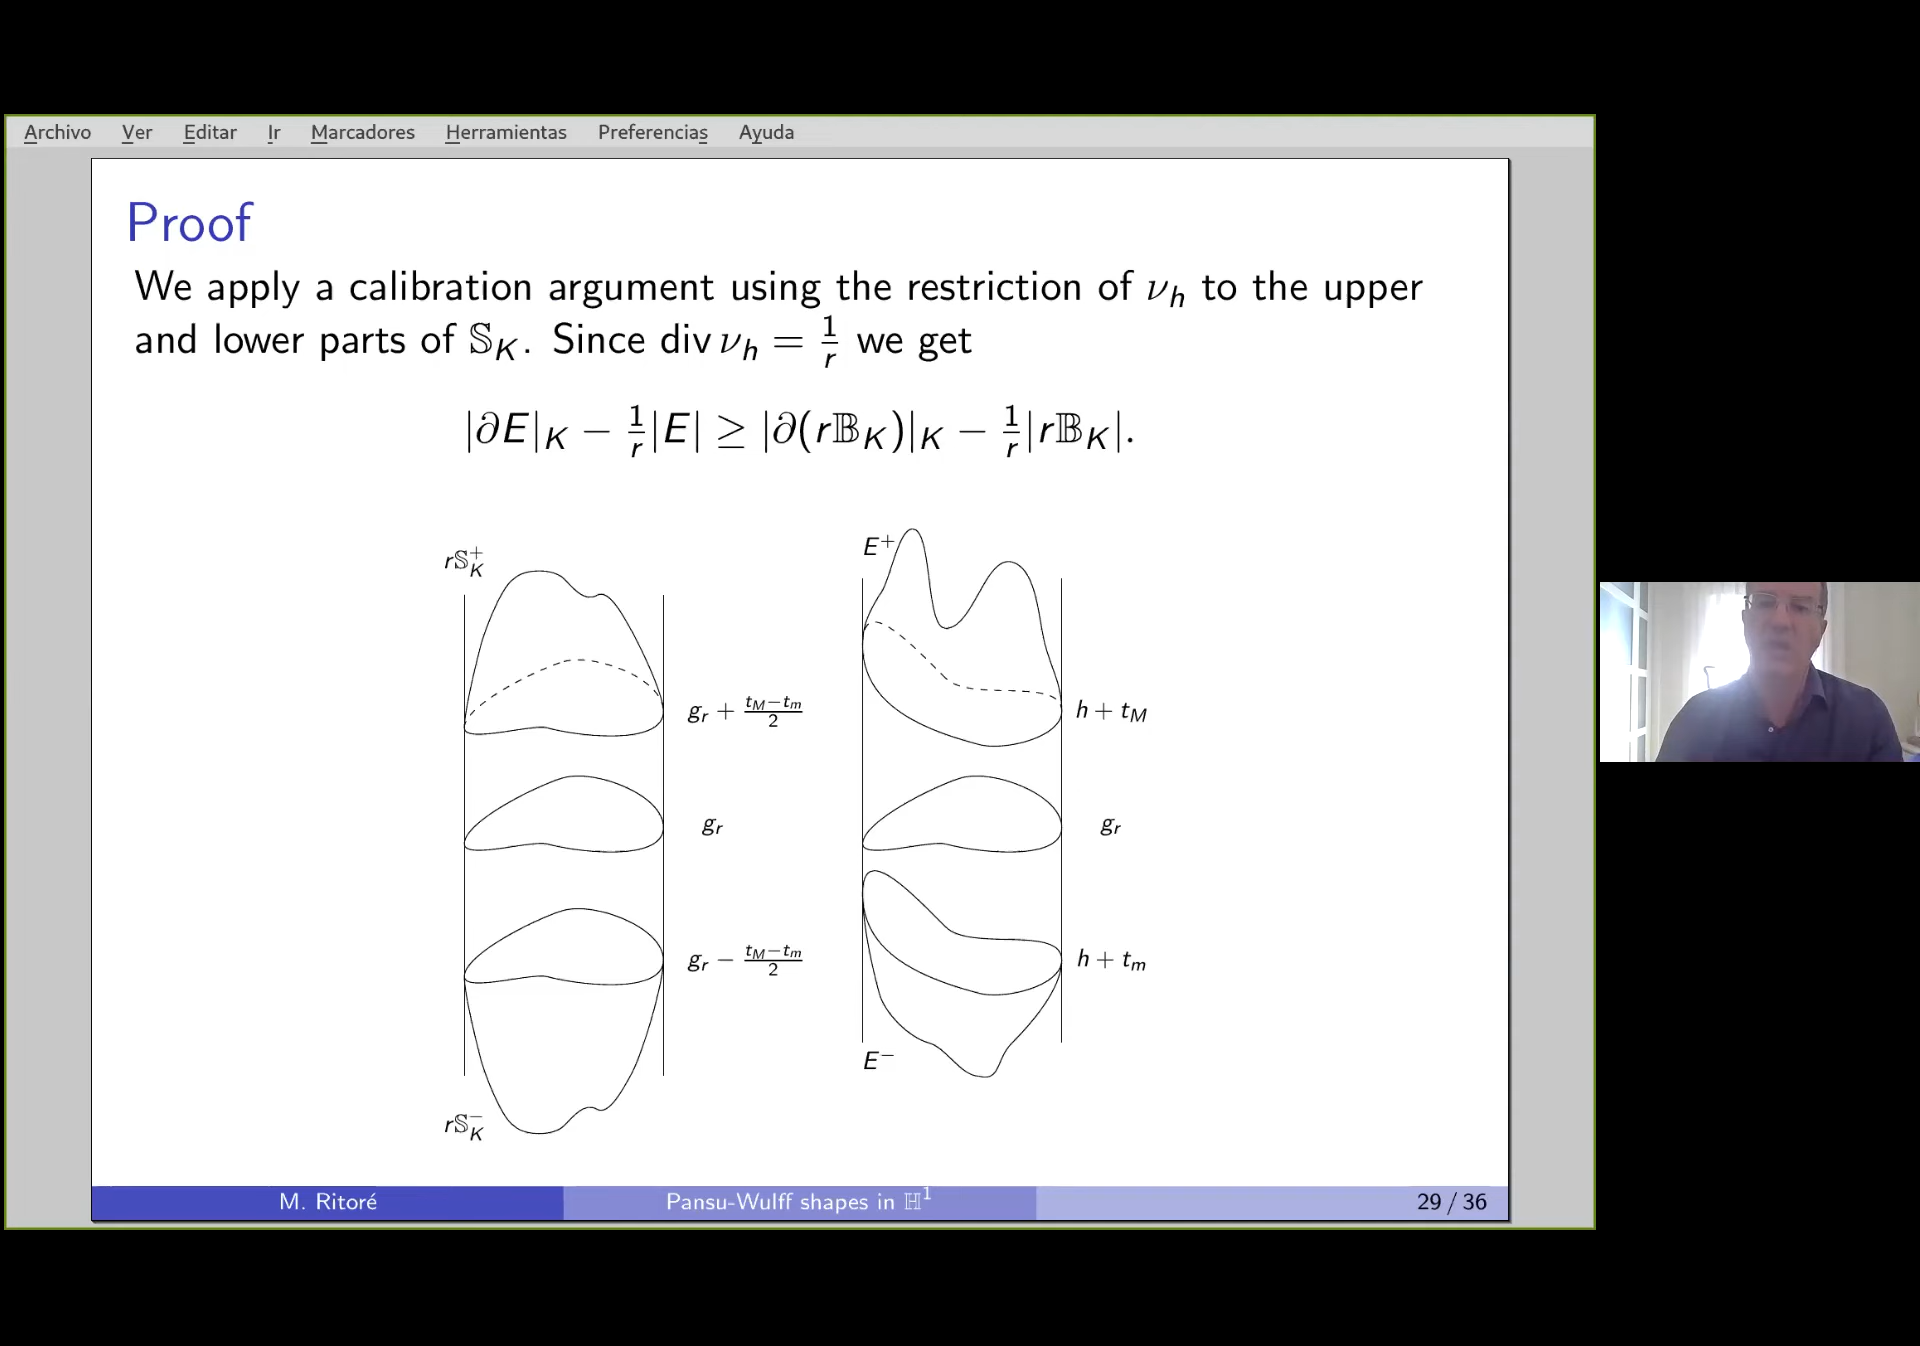 Archivo Ver Editar Ir Marcadores Herramientas Preferencias Ayuda
Proof
We apply a calibration argument using the restriction of νₕ to the upper
and lower parts of 𝕊_K. Since div νₕ = 1/r we get
|∂E|_K − 1/r|E| ≥ |∂(r𝔹_K)|_K − 1/r|r𝔹_K|.
r𝕊_K^+
E^+
g_r + (t_M−t_m)/2
h + t_M
g_r
g_r
g_r − (t_M−t_m)/2
h + t_m
E^−
r𝕊_K^−
M. Ritoré Pansu-Wulff shapes in ℍ¹ 29 / 36